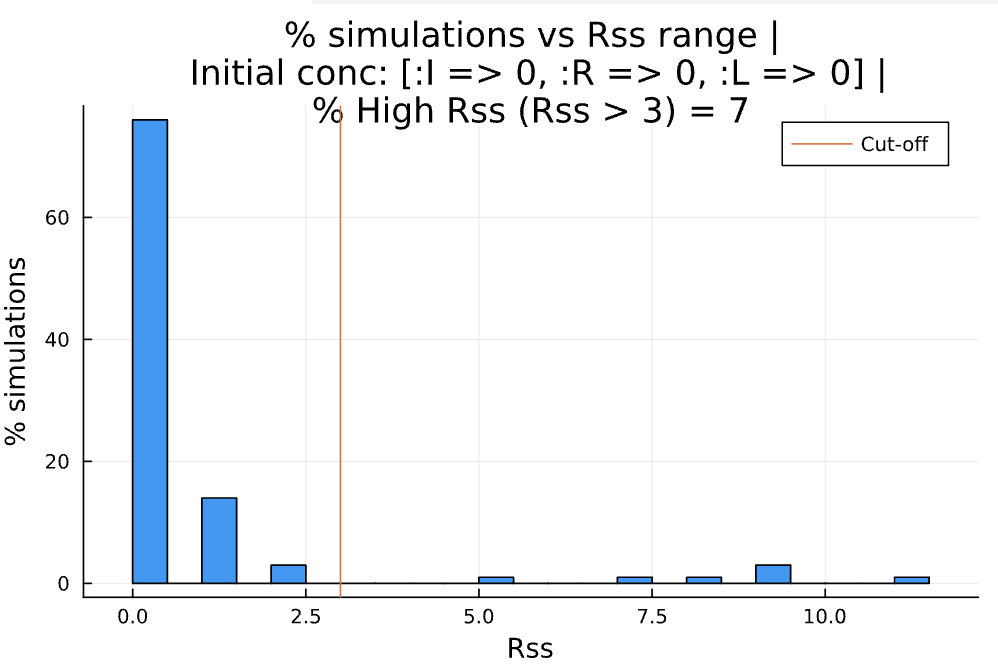 % simulations vs Rss range |
Initial conc: [:I => 0, :R => 0, :L => 0] |
% High Rss (Rss > 3) = 7
Cut-off
% simulations
60
40
20
0
0.0 2.5 5.0 7.5 10.0
Rss